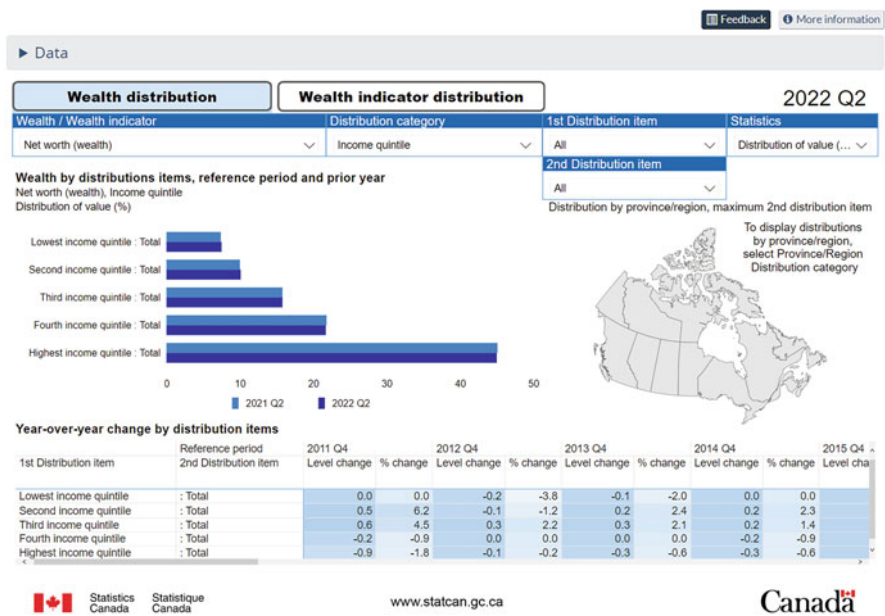 Feedback More information
Data
Wealth distribution Wealth indicator distribution 2022 Q2
Wealth / Wealth indicator Distribution category 1st Distribution item Statistics
Net worth (wealth) Income quintile All Distribution of value (...
2nd Distribution item
All
Wealth by distributions items, reference period and prior year
Net worth (wealth), Income quintile
Distribution of value (%)
Distribution by province/region, maximum 2nd distribution item
To display distributions
by province/region,
select Province/Region
Distribution category
Lowest income quintile : Total
Second income quintile : Total
Third income quintile : Total
Fourth income quintile : Total
Highest income quintile : Total
0 10 20 30 40 50
2021 Q2 2022 Q2
Year-over-year change by distribution items
Reference period 2011 Q4 2012 Q4 2013 Q4 2014 Q4 2015 Q4
1st Distribution item 2nd Distribution item Level change % change Level change % change Level change % change Level change % change Level cha
Lowest income quintile : Total 0.0 0.0 -0.2 -3.8 -0.1 -2.0 0.0 0.0
Second income quintile : Total 0.5 6.2 -0.1 -1.2 0.2 2.4 0.2 2.3
Third income quintile : Total 0.6 4.5 0.3 2.2 0.3 2.1 0.2 1.4
Fourth income quintile : Total -0.2 -0.9 0.0 0.0 0.0 0.0 -0.2 -0.9
Highest income quintile : Total -0.9 -1.8 -0.1 -0.2 -0.3 -0.6 -0.3 -0.6
Statistics Statistique
Canada Canada
www.statcan.gc.ca
Canada